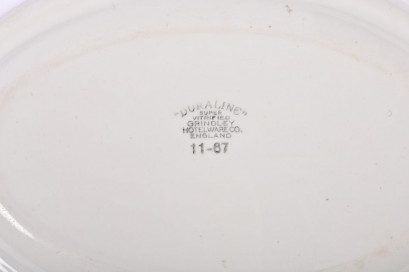 "DURALINE"
SUPER
VITRIFIED
GRINDLEY
HOTELWARE CO.
ENGLAND
11-67